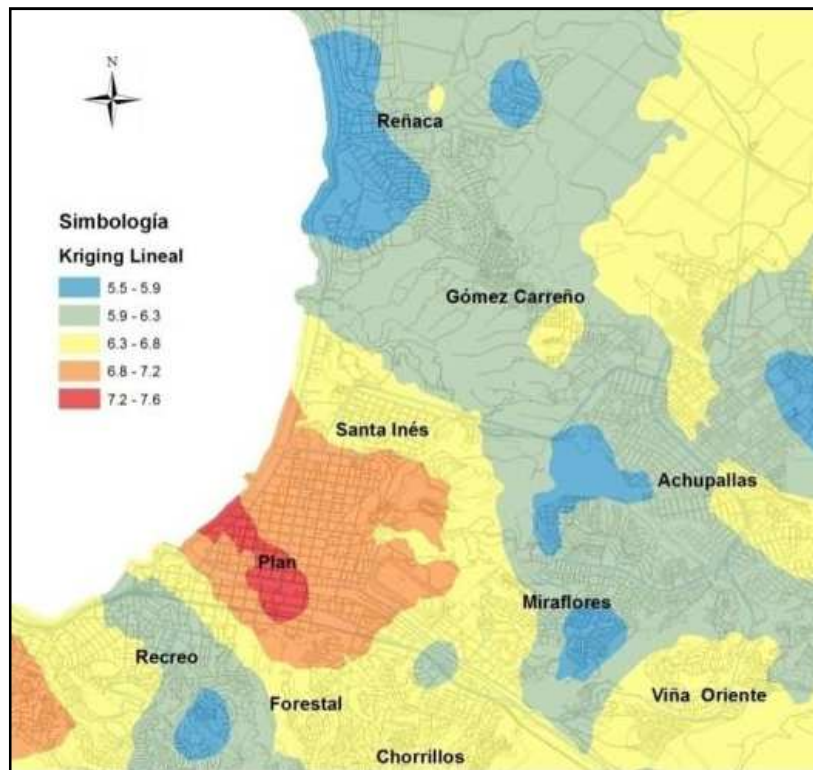 N
Reñaca
Simbología
Kriging Lineal
5.5 - 5.9
5.9 - 6.3
6.3 - 6.8
6.8 - 7.2
7.2 - 7.6
Gómez Carreño
Santa Inés
Achupallas
Plan
Miraflores
Recreo
Viña Oriente
Forestal
Chorrillos